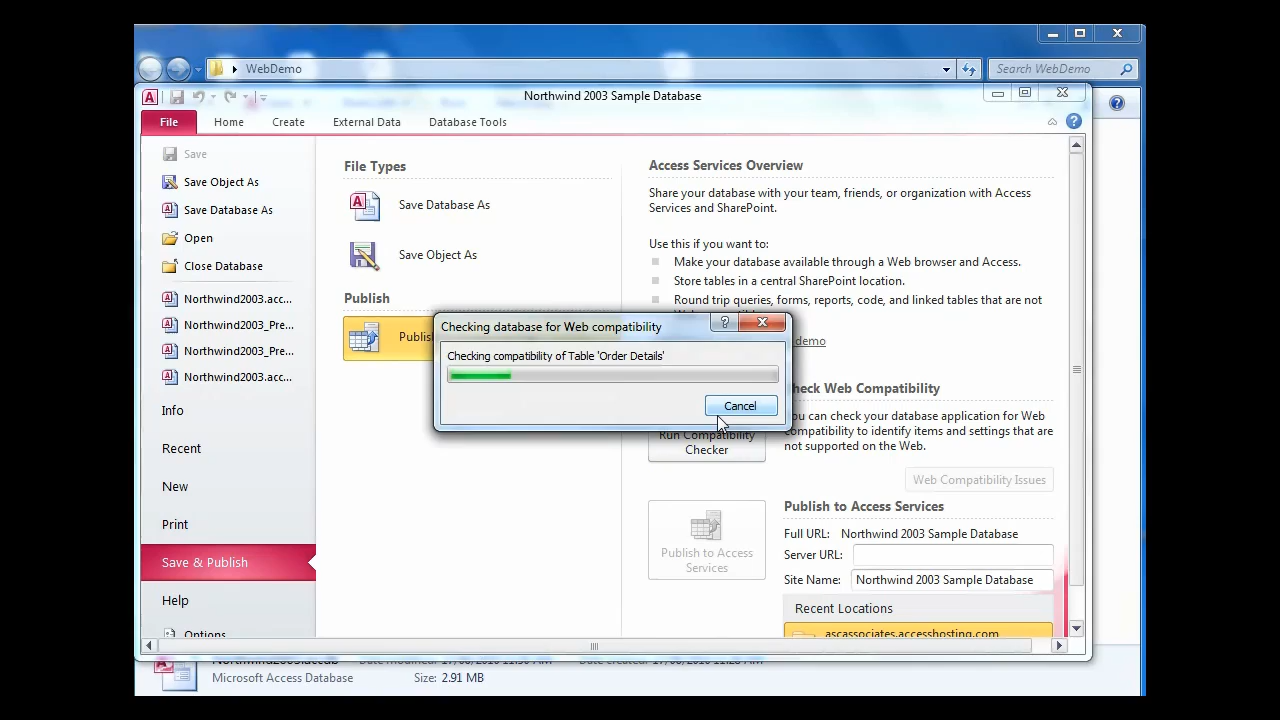 WebDemo
Search WebDemo
Northwind 2003 Sample Database
File
Home
Create
External Data
Database Tools
Save
Save Object As
Save Database As
Open
Close Database
Northwind2003.acc...
Northwind2003_Pre...
Northwind2003_Pre...
Northwind2003.acc...
Info
Recent
New
Print
Save & Publish
Help
Options
File Types
Save Database As
Save Object As
Publish
Access Services Overview
Share your database with your team, friends, or organization with Access
Services and SharePoint.
Use this if you want to:
Make your database available through a Web browser and Access.
Store tables in a central SharePoint location.
Round trip queries, forms, reports, code, and linked tables that are not
demo
Checking database for Web compatibility
Checking compatibility of Table 'Order Details'
Cancel
Run Compatibility
Checker
heck Web Compatibility
ou can check your database application for Web
ompatibility to identify items and settings that are
not supported on the Web.
Web Compatibility Issues
Publish to Access
Services
Publish to Access Services
Full URL: Northwind 2003 Sample Database
Server URL:
Site Name: Northwind 2003 Sample Database
Recent Locations
ascassociates.accesshosting.com
Microsoft Access Database
Size: 2.91 MB